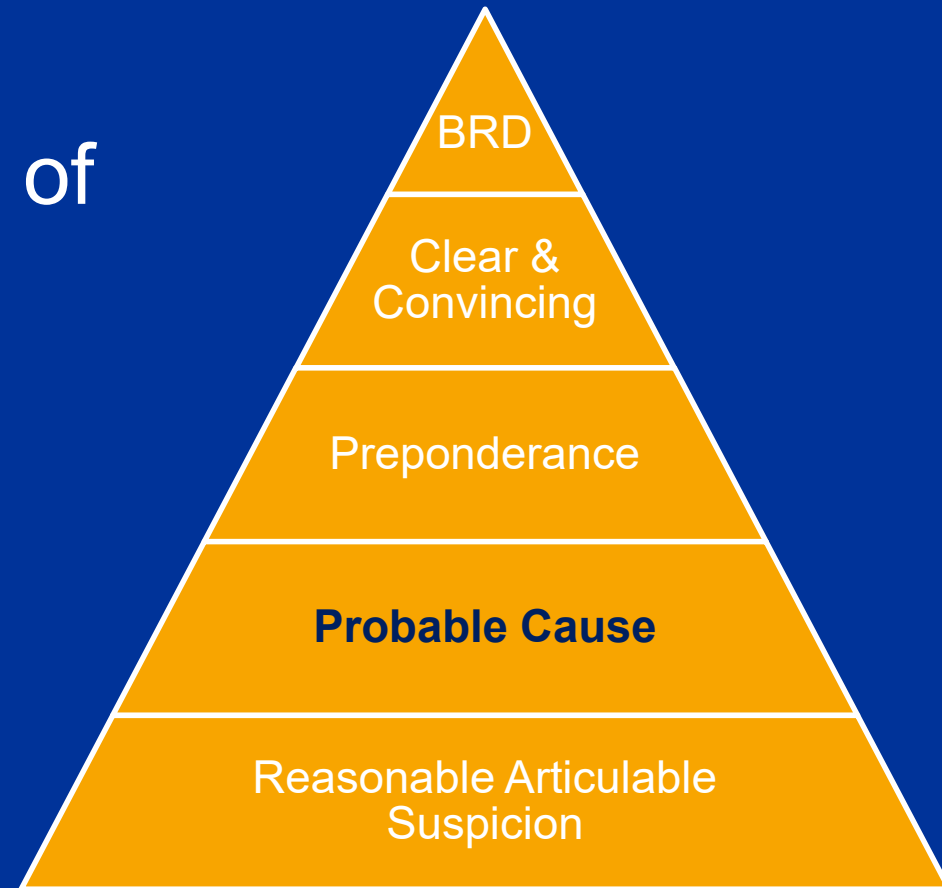 of
BRD
Clear &
Convincing
Preponderance
Probable Cause
Reasonable Articulable
Suspicion